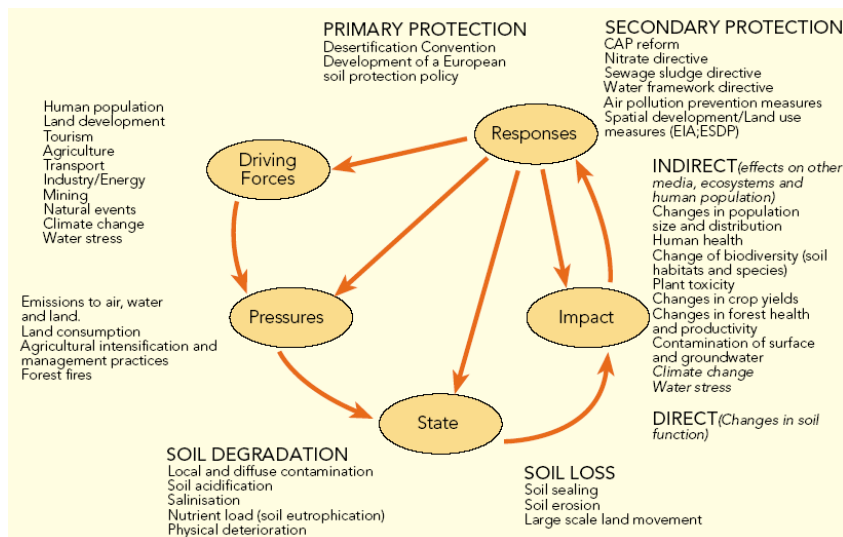 PRIMARY PROTECTION
Desertification Convention
Development of a European
soil protection policy
SECONDARY PROTECTION
CAP reform
Nitrate directive
Sewage sludge directive
Water framework directive
Air pollution prevention measures
Spatial development/Land use
measures (EIA;ESDP)
Human population
Land development
Tourism
Agriculture
Transport
Industry/Energy
Mining
Natural events
Climate change
Water stress
Driving
Forces
Responses
INDIRECT(effects on other
media, ecosystems and
human population)
Changes in population
size and distribution
Human health
Change of biodiversity (soil
habitats and species)
Plant toxicity
Changes in crop yields
Changes in forest health
and productivity
Contamination of surface
and groundwater
Climate change
Water stress
DIRECT(Changes in soil
function)
Emissions to air, water
and land.
Land consumption
Agricultural intensification and
management practices
Forest fires
Pressures
Impact
State
SOIL DEGRADATION
Local and diffuse contamination
Soil acidification
Salinisation
Nutrient load (soil eutrophication)
Physical deterioration
SOIL LOSS
Soil sealing
Soil erosion
Large scale land movement